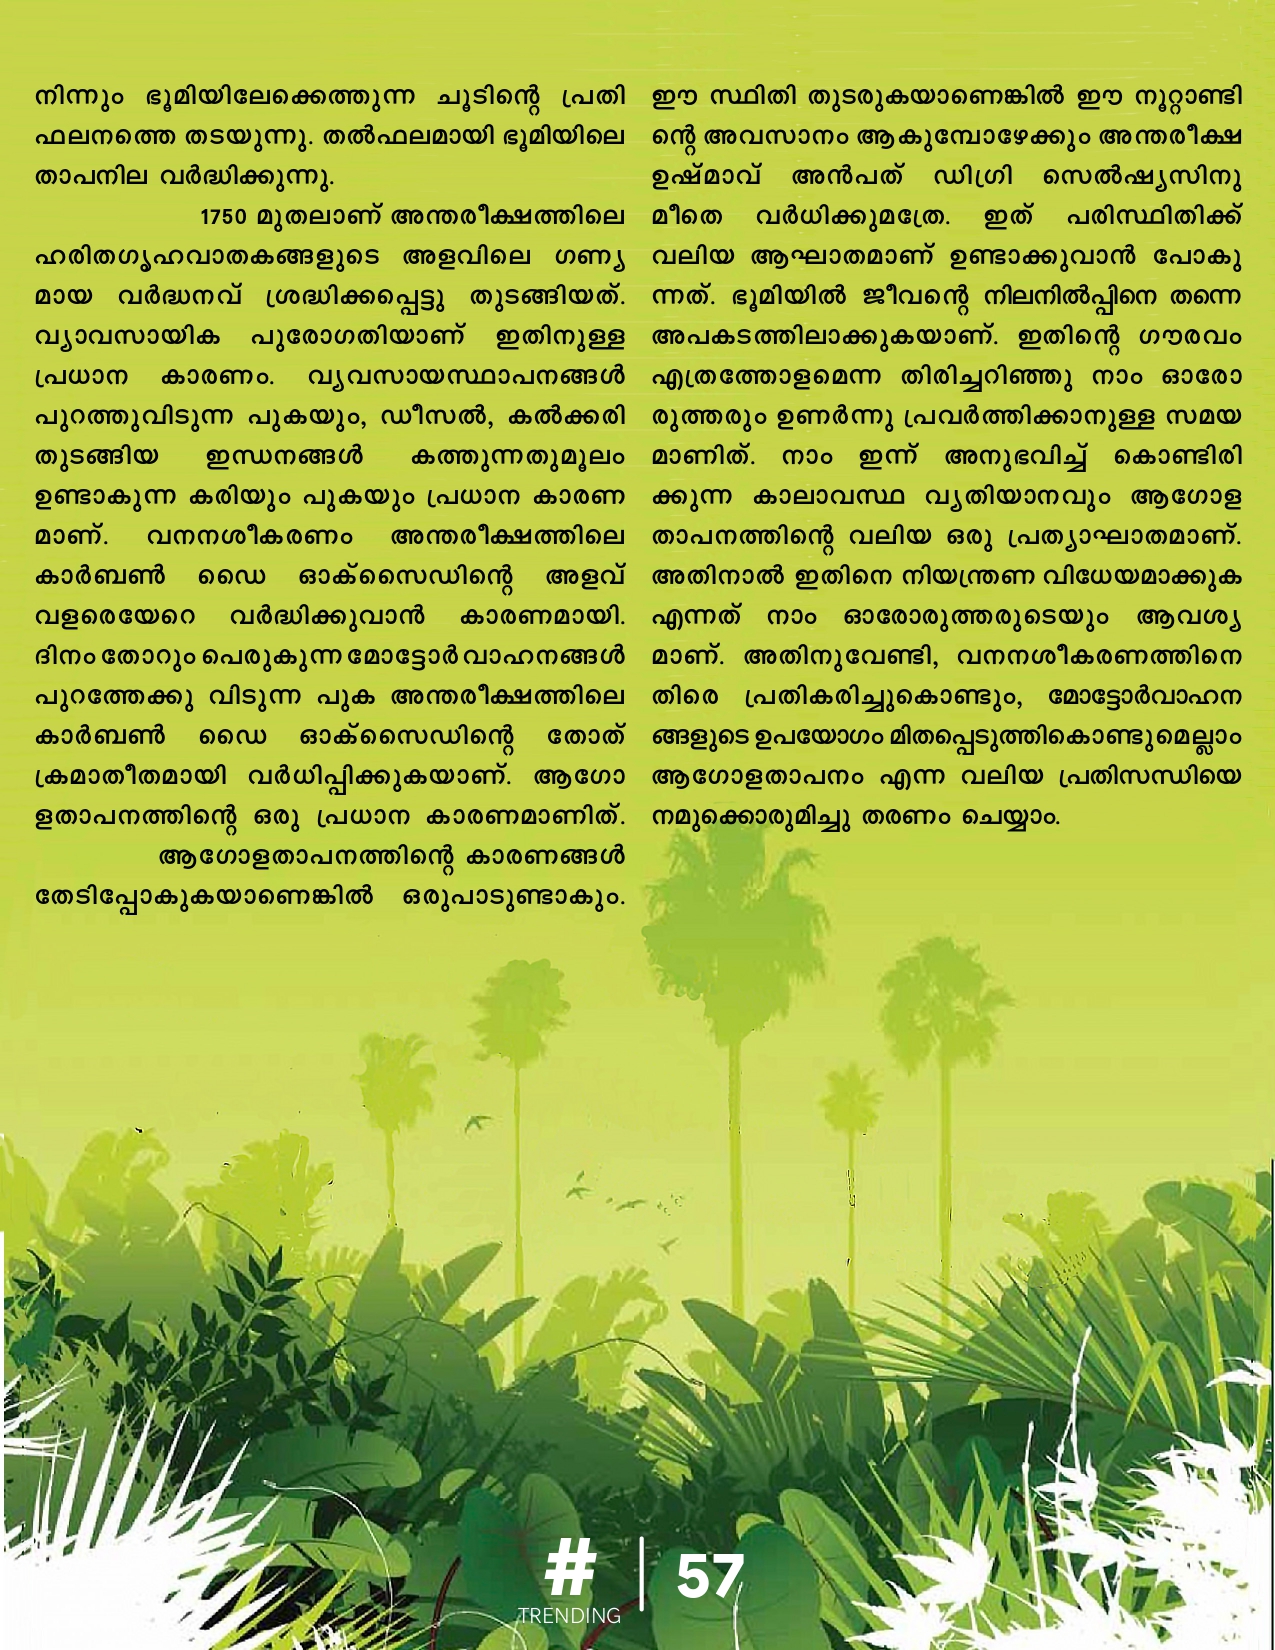 നിന്നും ഭൂമിയിലേക്കെത്തുന്ന ചൂടിന്റെ പ്രതി
ഫലനത്തെ തടയുന്നു. തൽഫലമായി ഭൂമിയിലെ
താപനില വർദ്ധിക്കുന്നു.
1750 മുതലാണ് അന്തരീക്ഷത്തിലെ
ഹരിതഗൃഹവാതകങ്ങളുടെ അളവിലെ ഗണ്യ
മായ വർദ്ധനവ് ശ്രദ്ധിക്കപ്പെട്ടു തുടങ്ങിയത്.
വ്യാവസായിക പുരോഗതിയാണ് ഇതിനുള്ള
പ്രധാന കാരണം. വ്യവസായസ്ഥാപനങ്ങൾ
പുറത്തുവിടുന്ന പുകയും, ഡീസൽ, കൽക്കരി
തുടങ്ങിയ ഇന്ധനങ്ങൾ കത്തുന്നതുമൂലം
ഉണ്ടാകുന്ന കരിയും പുകയും പ്രധാന കാരണ
മാണ്. വനനശീകരണം അന്തരീക്ഷത്തിലെ
കാർബൺ ഡൈ ഓക്സൈഡിന്റെ അളവ്
വളരെയേറെ വർദ്ധിക്കുവാൻ കാരണമായി.
ദിനം തോറും പെരുകുന്ന മോട്ടോർ വാഹനങ്ങൾ
പുറത്തേക്കു വിടുന്ന പുക അന്തരീക്ഷത്തിലെ
കാർബൺ ഡൈ ഓക്സൈഡിന്റെ തോത്
ക്രമാതീതമായി വർധിപ്പിക്കുകയാണ്. ആഗോ
ളതാപനത്തിന്റെ ഒരു പ്രധാന കാരണമാണിത്.
ആഗോളതാപനത്തിന്റെ കാരണങ്ങൾ
തേടിപ്പോകുകയാണെങ്കിൽ ഒരുപാടുണ്ടാകും.
ഈ സ്ഥിതി തുടരുകയാണെങ്കിൽ ഈ നൂറ്റാണ്ടി
ന്റെ അവസാനം ആകുമ്പോഴേക്കും അന്തരീക്ഷ
ഉഷ്മാവ് അൻപത് ഡിഗ്രി സെൽഷ്യസിനു
മീതെ വർധിക്കുമത്രേ. ഇത് പരിസ്ഥിതിക്ക്
വലിയ ആഘാതമാണ് ഉണ്ടാക്കുവാൻ പോകു
ന്നത്. ഭൂമിയിൽ ജീവന്റെ നിലനിൽപ്പിനെ തന്നെ
അപകടത്തിലാക്കുകയാണ്. ഇതിന്റെ ഗൗരവം
എത്രത്തോളമെന്ന തിരിച്ചറിഞ്ഞു നാം ഓരോ
രുത്തരും ഉണർന്നു പ്രവർത്തിക്കാനുള്ള സമയ
മാണിത്. നാം ഇന്ന് അനുഭവിച്ച് കൊണ്ടിരി
ക്കുന്ന കാലാവസ്ഥ വ്യതിയാനവും ആഗോള
താപനത്തിന്റെ വലിയ ഒരു പ്രത്യാഘാതമാണ്.
അതിനാൽ ഇതിനെ നിയന്ത്രണ വിധേയമാക്കുക
എന്നത് നാം ഓരോരുത്തരുടെയും ആവശ്യ
മാണ്. അതിനുവേണ്ടി, വനനശീകരണത്തിനെ
തിരെ പ്രതികരിച്ചുകൊണ്ടും, മോട്ടോർവാഹന
ങ്ങളുടെ ഉപയോഗം മിതപ്പെടുത്തികൊണ്ടുമെല്ലാം
ആഗോളതാപനം എന്ന വലിയ പ്രതിസന്ധിയെ
നമുക്കൊരുമിച്ചു തരണം ചെയ്യാം.
# | 57
TRENDING